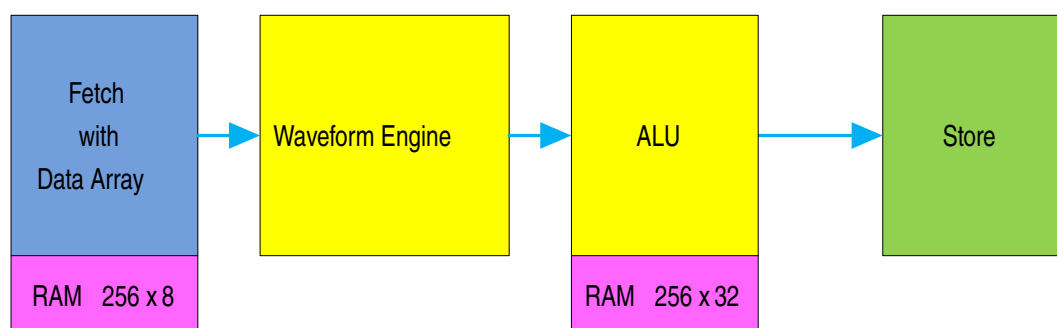 Fetch
with
Data Array
Waveform Engine
ALU
Store
RAM 256 x 8
RAM 256 x 32